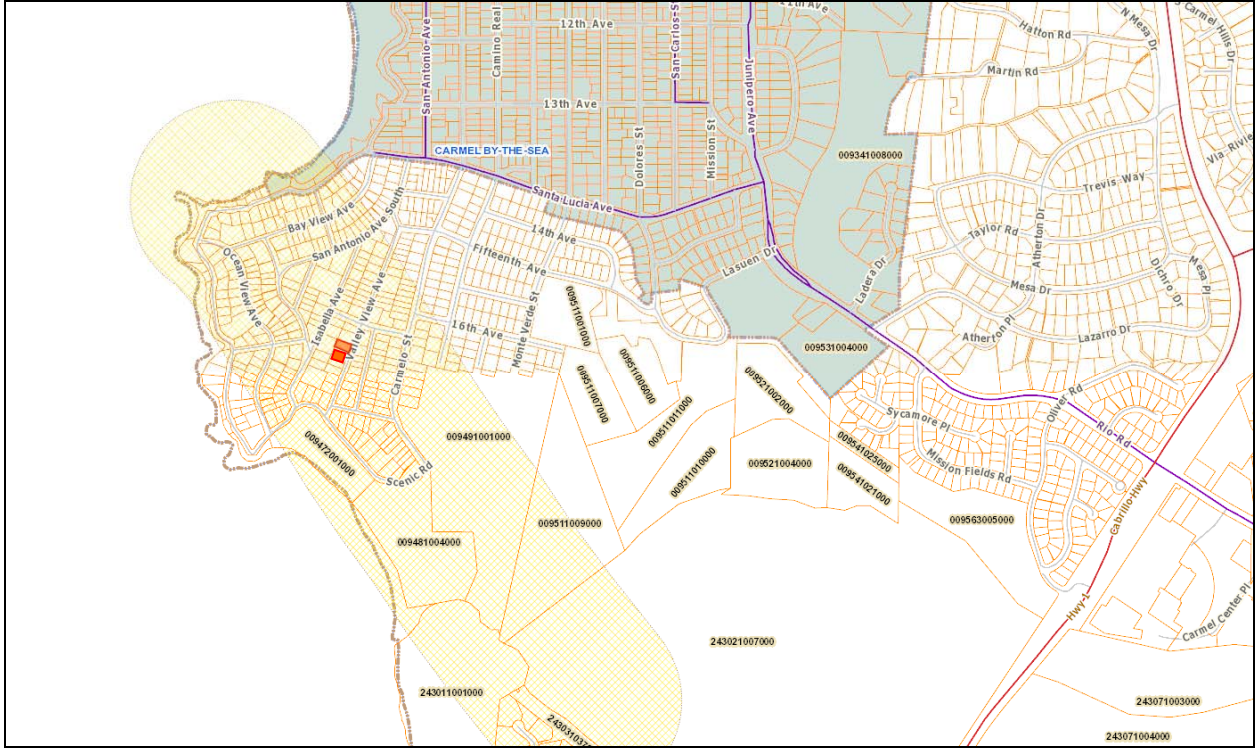 12th Ave
11th Ave
N Mesa Dr
Carmel Hills Dr
Hatton Rd
San-Antonio-Ave
Camino Real
San-Carlos-S
Junipero-Ave
Martin Rd
13th Ave
Via Rivie
CARMEL BY-THE-SEA
Dolores St
Mission St
009341008000
Trevis Way
Santa Lucia Ave
Bay View Ave
San Antonio Ave South
14th Ave
Fifteenth Ave
Lasuen Dr
Ladera Dr
Taylor Rd
Atherton Dr
Mesa Pl
Dichro Dr
Ocean View Ave
Mesa Dr
Isabella Ave
Valley View Ave
16th Ave
Monte Verde St
Carmelo St
009511001000
009511006000
009531004000
Atherton Pl
Lazarro Dr
009511007000
009511011000
009521002000
Sycamore Pl
Oliver Rd
Rio-Rd
009472001000
009491001000
Scenic Rd
009511010000
009521004000
009541025000
009541021000
Mission Fields Rd
009511009000
009563005000
Cabrillo-Hwy
009481004000
Hwy-1
Carmel Center Pl
243021007000
243011001000
243071003000
243071004000